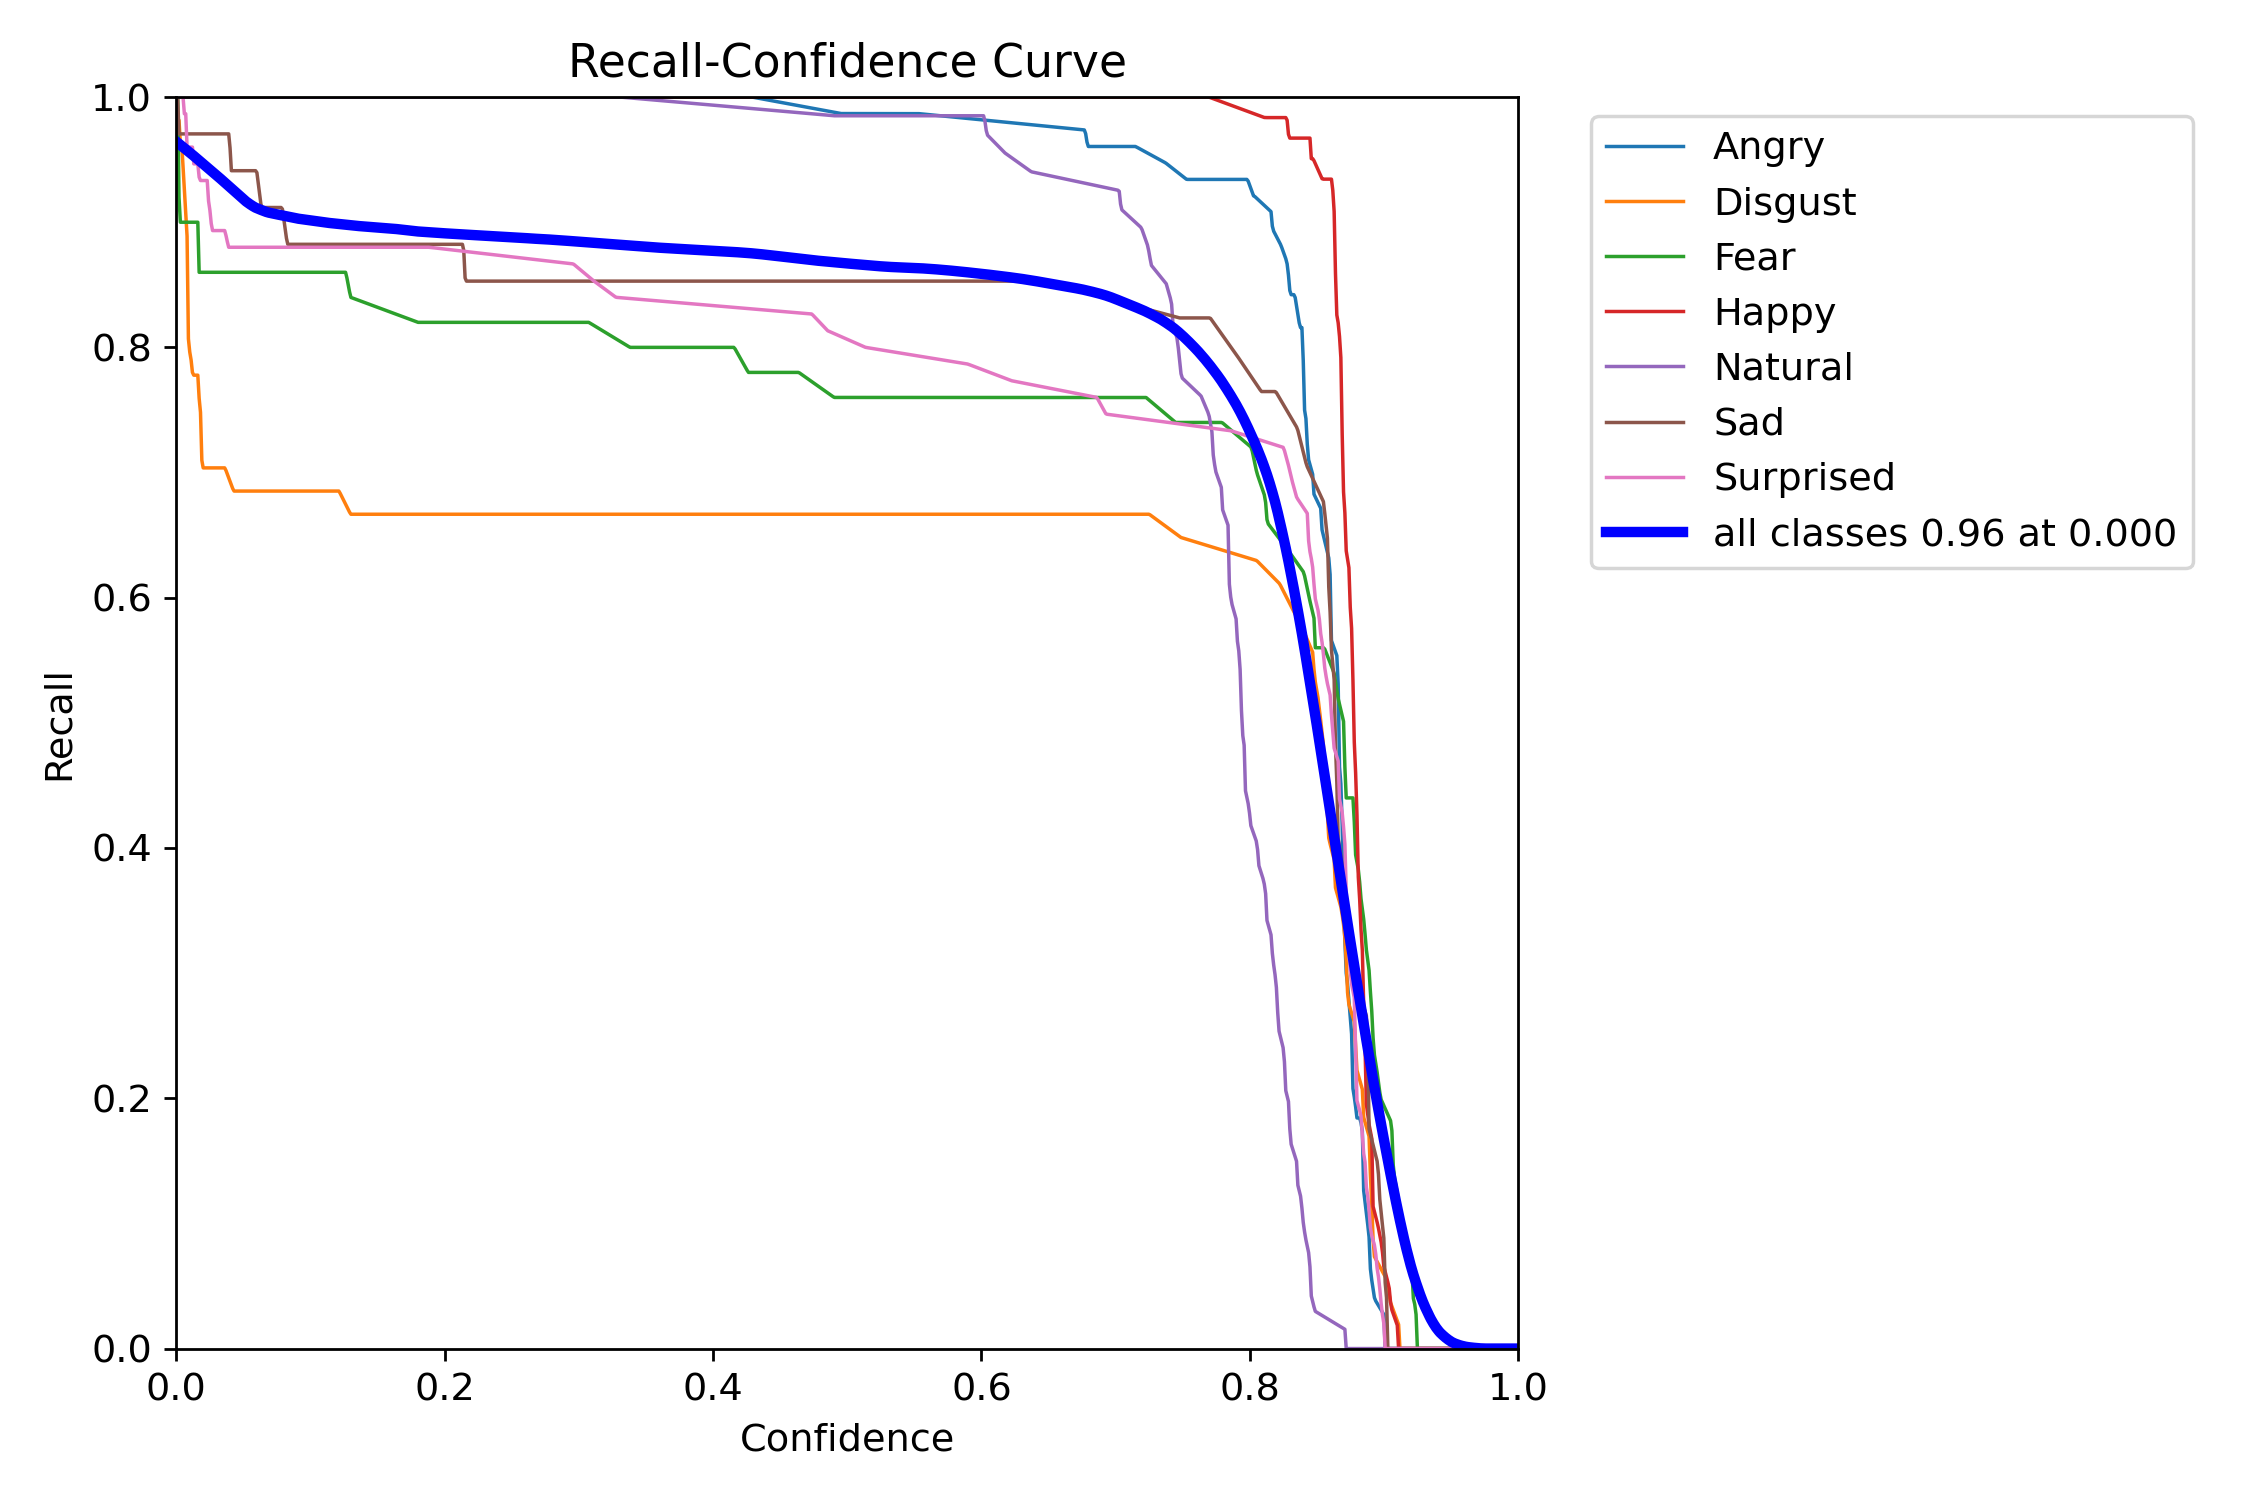 Recall-Confidence Curve
1.0
0.8
0.6
0.4
0.2
0.0
Recall
0.0 0.2 0.4 0.6 0.8 1.0
Confidence
Angry
Disgust
Fear
Happy
Natural
Sad
Surprised
all classes 0.96 at 0.000